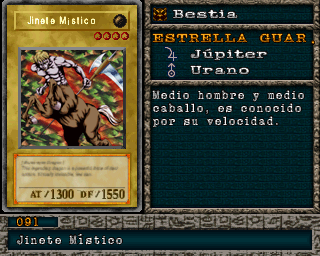 Jinete Místico
AT/1300 DF/1550
Bestia
ESTRELLA GUAR.
Júpiter
Urano
Medio hombre y medio
caballo, es conocido
por su velocidad.
091
Jinete Místico